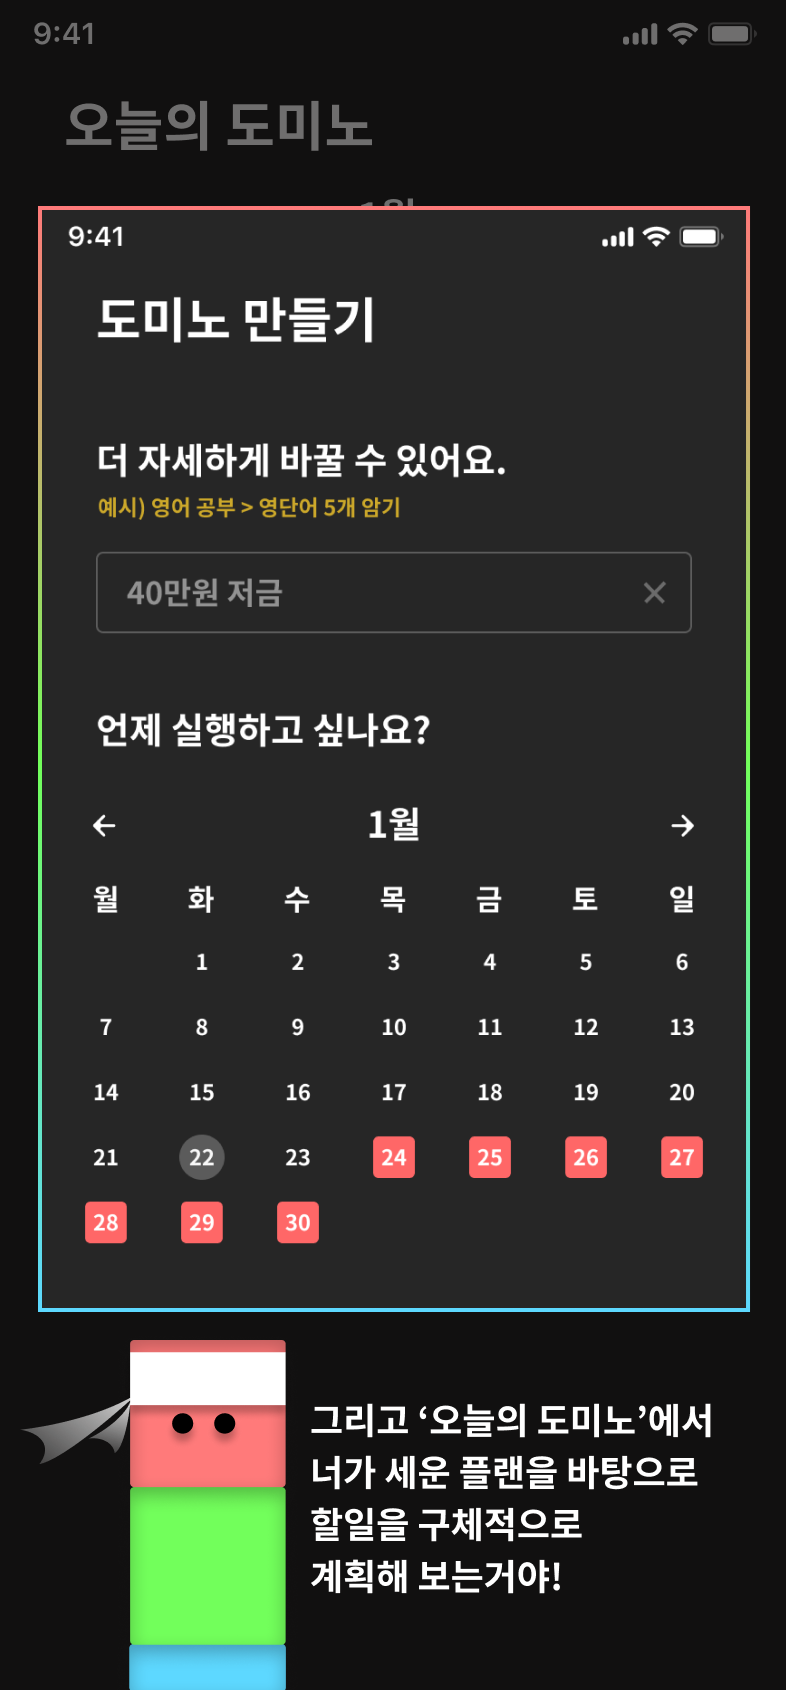 9:41
오늘의 도미노
1월
9:41
도미노 만들기
더 자세하게 바꿀 수 있어요.
예시) 영어 공부 > 영단어 5개 암기
40만원 저금
언제 실행하고 싶나요?
← 1월 →
월 화 수 목 금 토 일
1 2 3 4 5 6
7 8 9 10 11 12 13
14 15 16 17 18 19 20
21 22 23 24 25 26 27
28 29 30
그리고 ‘오늘의 도미노’에서
너가 세운 플랜을 바탕으로
할일을 구체적으로
계획해 보는거야!